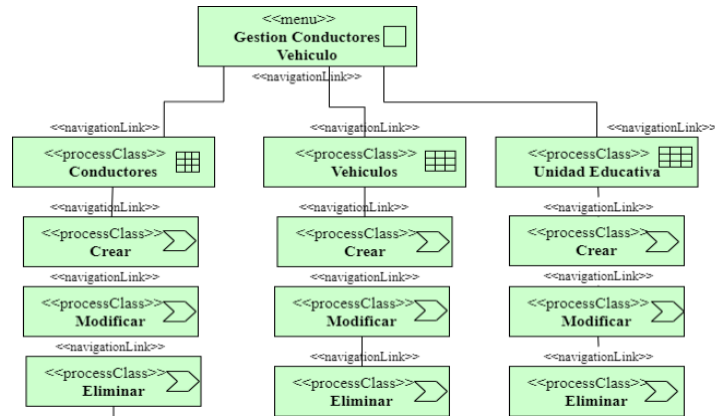 <<menu>>
Gestion Conductores
Vehiculo
<<navigationLink>>
<<navigationLink>>
<<navigationLink>>
<<navigationLink>>
<<processClass>>
Conductores
<<processClass>>
Vehiculos
<<processClass>>
Unidad Educativa
<<navigationLink>>
<<navigationLink>>
<<navigationLink>>
<<processClass>>
Crear
<<processClass>>
Crear
<<processClass>>
Crear
<<navigationLink>>
<<navigationLink>>
<<navigationLink>>
<<processClass>>
Modificar
<<processClass>>
Modificar
<<processClass>>
Modificar
<<navigationLink>>
<<navigationLink>>
<<navigationLink>>
<<processClass>>
Eliminar
<<processClass>>
Eliminar
<<processClass>>
Eliminar